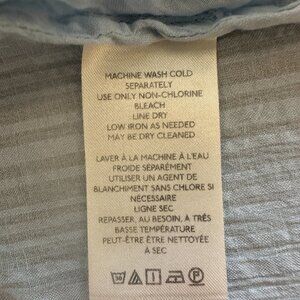 MACHINE WASH COLD
SEPARATELY
USE ONLY NON-CHLORINE
BLEACH
LINE DRY
LOW IRON AS NEEDED
MAY BE DRY CLEANED
LAVER À LA MACHINE À L'EAU
FROIDE SÉPARÉMENT
UTILISER UN AGENT DE
BLANCHIMENT SANS CHLORE SI
NÉCESSAIRE
LIGNE SEC
REPASSER, AU BESOIN, À TRÈS
BASSE TEMPÉRATURE
PEUT-ÊTRE ÊTRE NETTOYÉE
À SEC
30
P